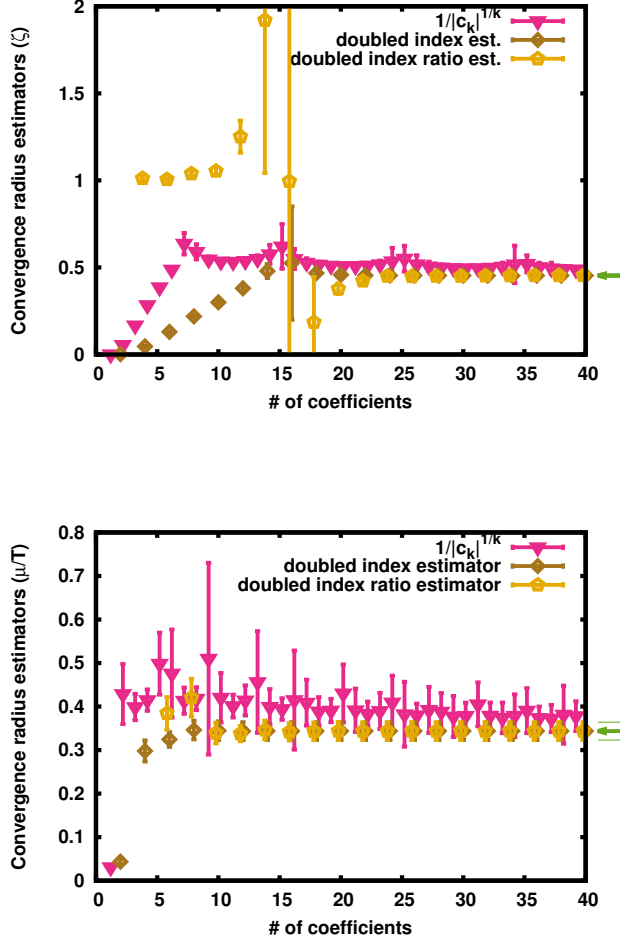 Convergence radius estimators (ζ)
2
1.5
1
0.5
0
1/|c_k|^{1/k}
doubled index est.
doubled index ratio est.
0 5 10 15 20 25 30 35 40
# of coefficients
Convergence radius estimators (μ/T)
0.8
0.7
0.6
0.5
0.4
0.3
0.2
0.1
0
1/|c_k|^{1/k}
doubled index estimator
doubled index ratio estimator
0 5 10 15 20 25 30 35 40
# of coefficients